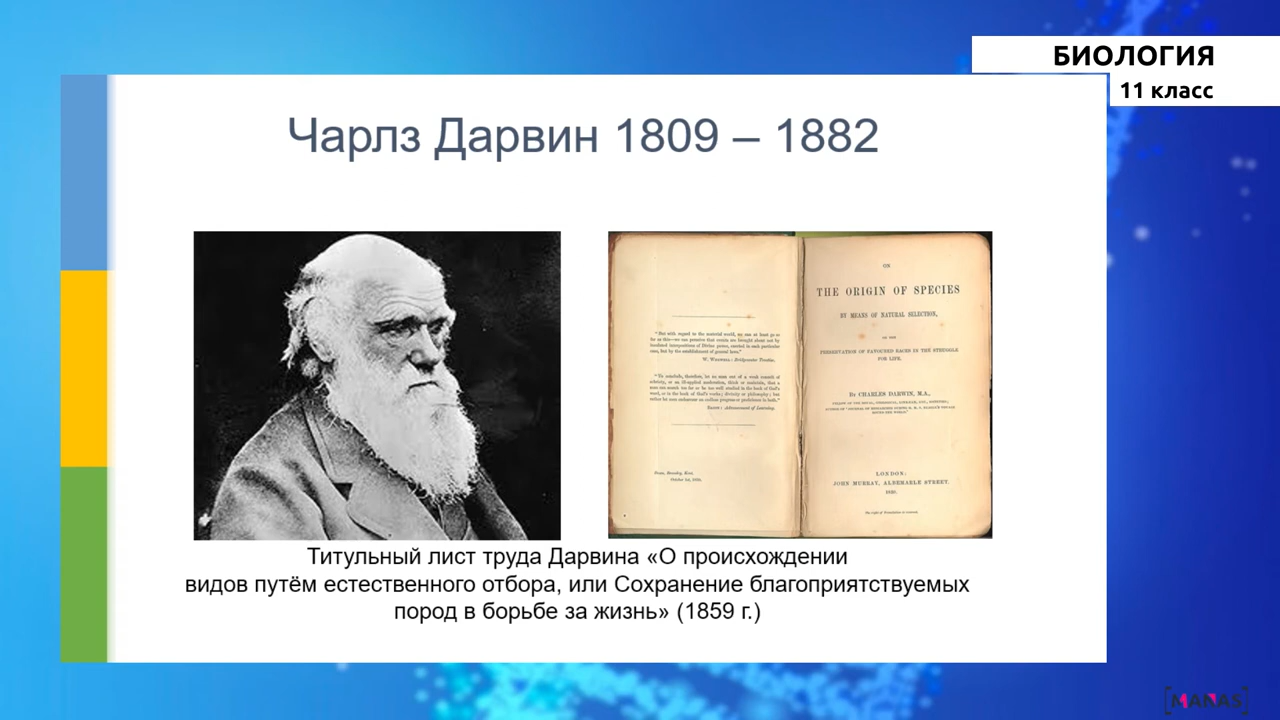 БИОЛОГИЯ
11 класс
Чарлз Дарвин 1809 – 1882
ON
THE ORIGIN OF SPECIES
BY MEANS OF NATURAL SELECTION,
OR THE
PRESERVATION OF FAVOURED RACES IN THE STRUGGLE
FOR LIFE.
By CHARLES DARWIN, M.A.,
LONDON:
JOHN MURRAY, ALBEMARLE STREET.
1859.
Титульный лист труда Дарвина «О происхождении
видов путём естественного отбора, или Сохранение благоприятствуемых
пород в борьбе за жизнь» (1859 г.)
[MANAS]